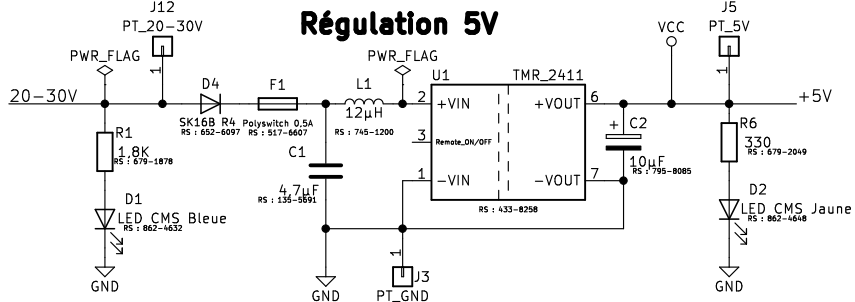 Régulation 5V
J12
PT_20-30V
PWR_FLAG
1
20-30V
D4
SK16B R4
RS : 652-6097
F1
Polyswitch 0,5A
RS : 517-6607
L1
12µH
RS : 745-1200
PWR_FLAG
U1
TMR_2411
2
+VIN
3
Remote_ON/OFF
1
-VIN
+VOUT
6
-VOUT
7
RS : 433-8258
VCC
J5
PT_5V
1
+5V
R1
1,8K
RS : 679-1878
D1
LED CMS Bleue
RS : 862-4632
GND
C1
4,7µF
RS : 135-5691
GND
1
J3
PT_GND
+
C2
10µF
RS : 795-8085
R6
330
RS : 679-2049
D2
LED CMS Jaune
RS : 862-4648
GND